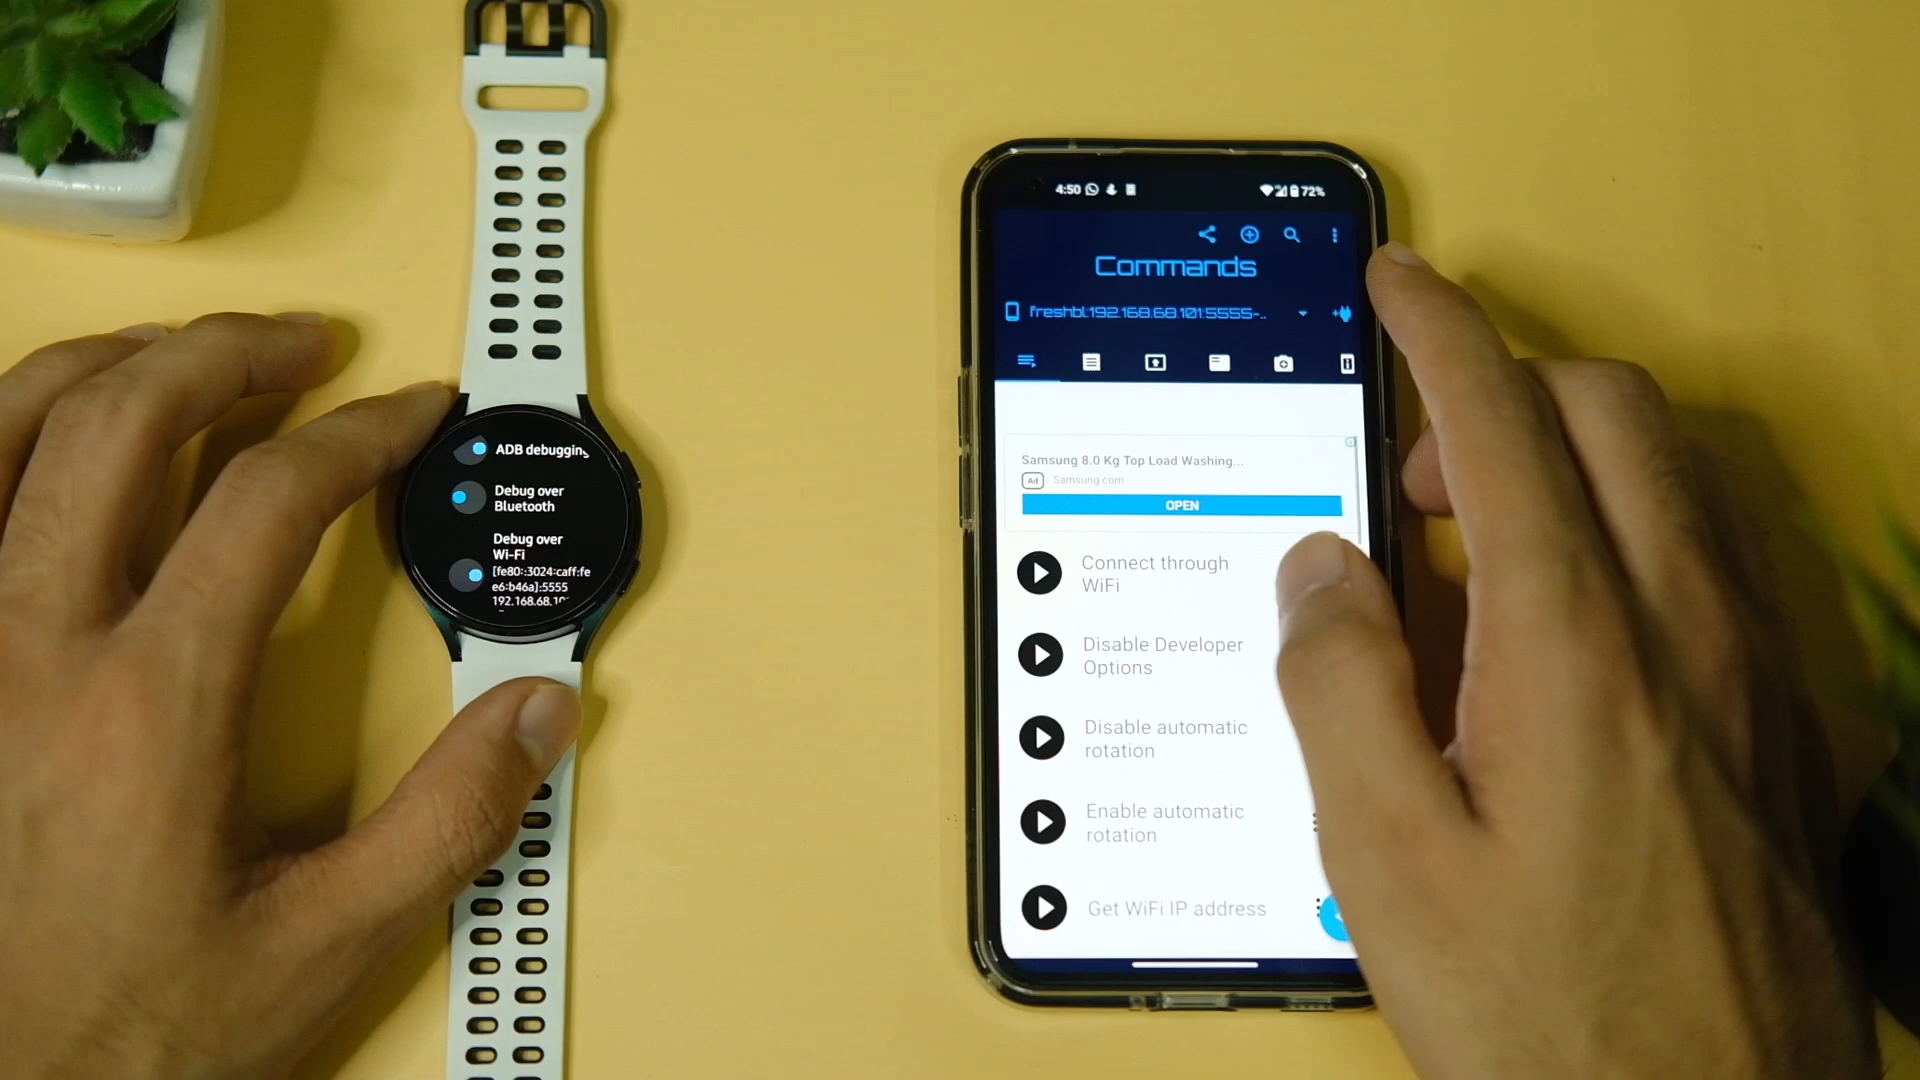 ADB debugging
Debug over
Bluetooth
Debug over
Wi-Fi
[fe80::3024:caff:fe
e6:b46a]:5555
4:50
72%
Commands
freshbl:192.168.68.101:5555-..
Samsung 8.0 Kg Top Load Washing...
Ad
Samsung.com
OPEN
Connect through
WiFi
Disable Developer
Options
Disable automatic
rotation
Enable automatic
rotation
Get WiFi IP address